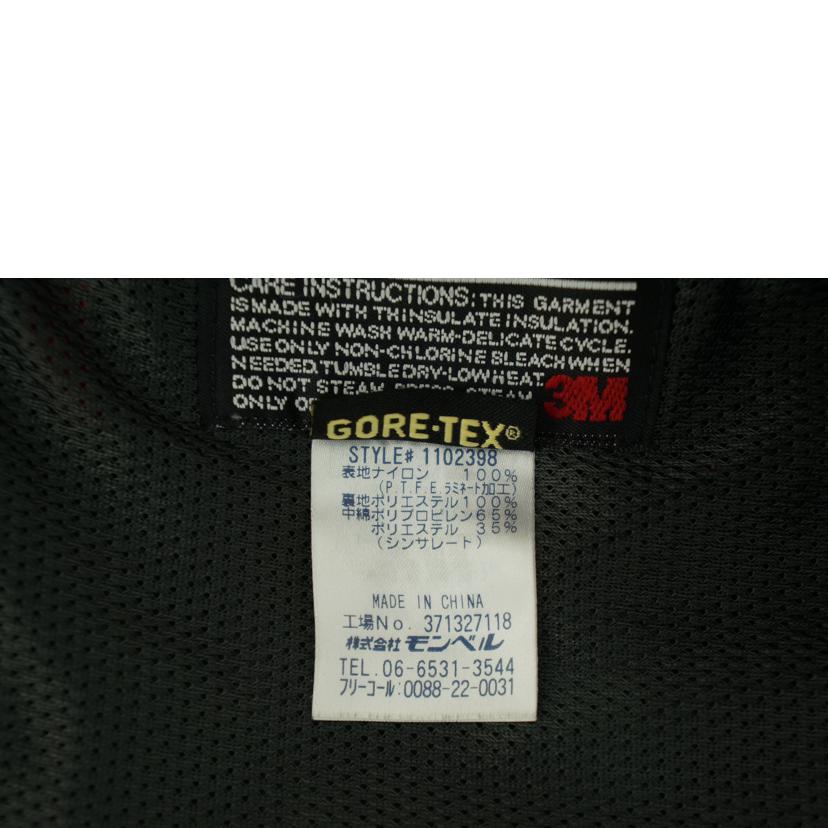 CARE INSTRUCTIONS: THIS GARMENT
IS MADE WITH THINSULATE INSULATION.
MACHINE WASH WARM-DELICATE CYCLE.
USE ONLY NON-CHLORINE BLEACH WHEN
NEEDED. TUMBLE DRY-LOW HEAT.
DO NOT STEAM PRESS. STEAM
ONLY
3M
GORE-TEX®
STYLE# 1102398
表地ナイロン 100%
(P.T.F.E.ラミネート加工)
裏地ポリエステル100%
中綿ポリプロピレン65%
ポリエステル 35%
(シンサレート)
MADE IN CHINA
工場No. 371327118
株式会社 モンベル
TEL. 06-6531-3544
フリーコール:0088-22-0031